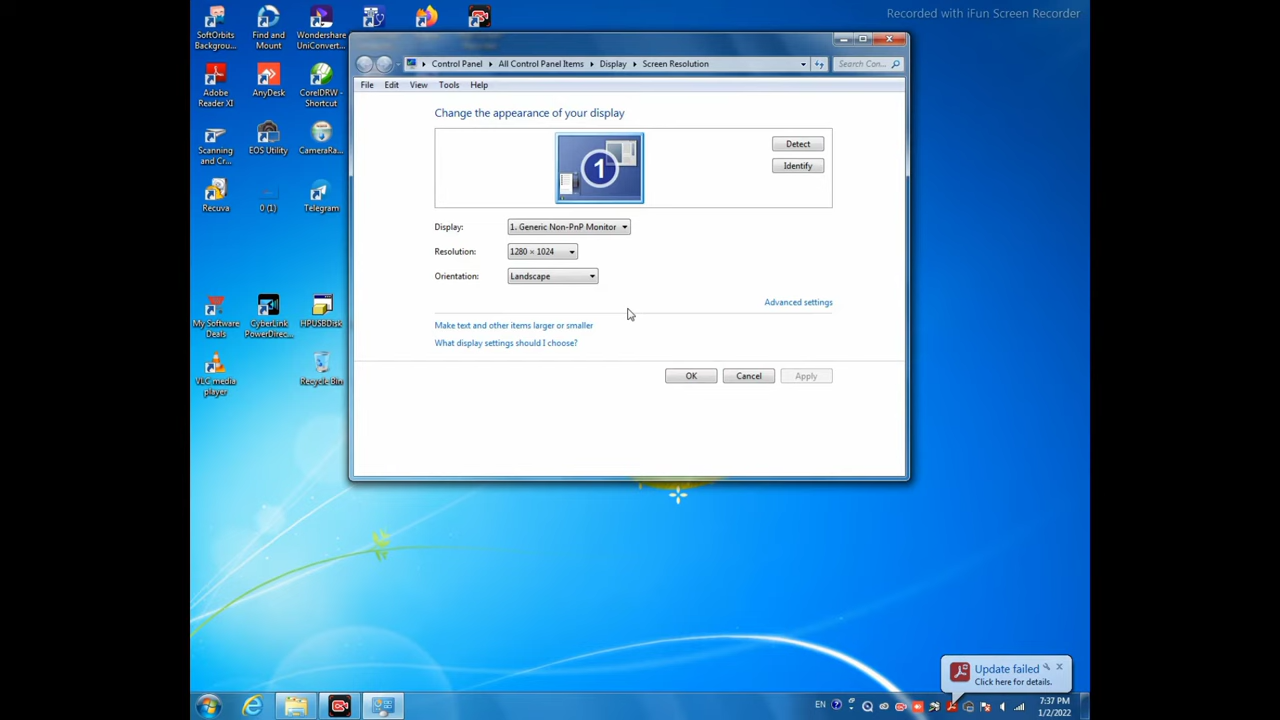 Recorded with iFun Screen Recorder
SoftOrbits
Backgrou...
Find and
Mount
Wondershare
UniConvert...
Control Panel
All Control Panel Items
Display
Screen Resolution
Search Con...
File
Edit
View
Tools
Help
Adobe
Reader XI
AnyDesk
CorelDRW -
Shortcut
Change the appearance of your display
1
Detect
Identify
Scanning
and Cr...
EOS Utility
CameraRa...
Recuva
0 (1)
Telegram
Display:
1. Generic Non-PnP Monitor
Resolution:
1280 × 1024
Orientation:
Landscape
Advanced settings
Make text and other items larger or smaller
What display settings should I choose?
OK
Cancel
Apply
My Software
Deals
CyberLink
PowerDirec...
HPUSBDisk
VLC media
player
Recycle Bin
Update failed
Click here for details.
EN
7:37 PM
1/2/2022